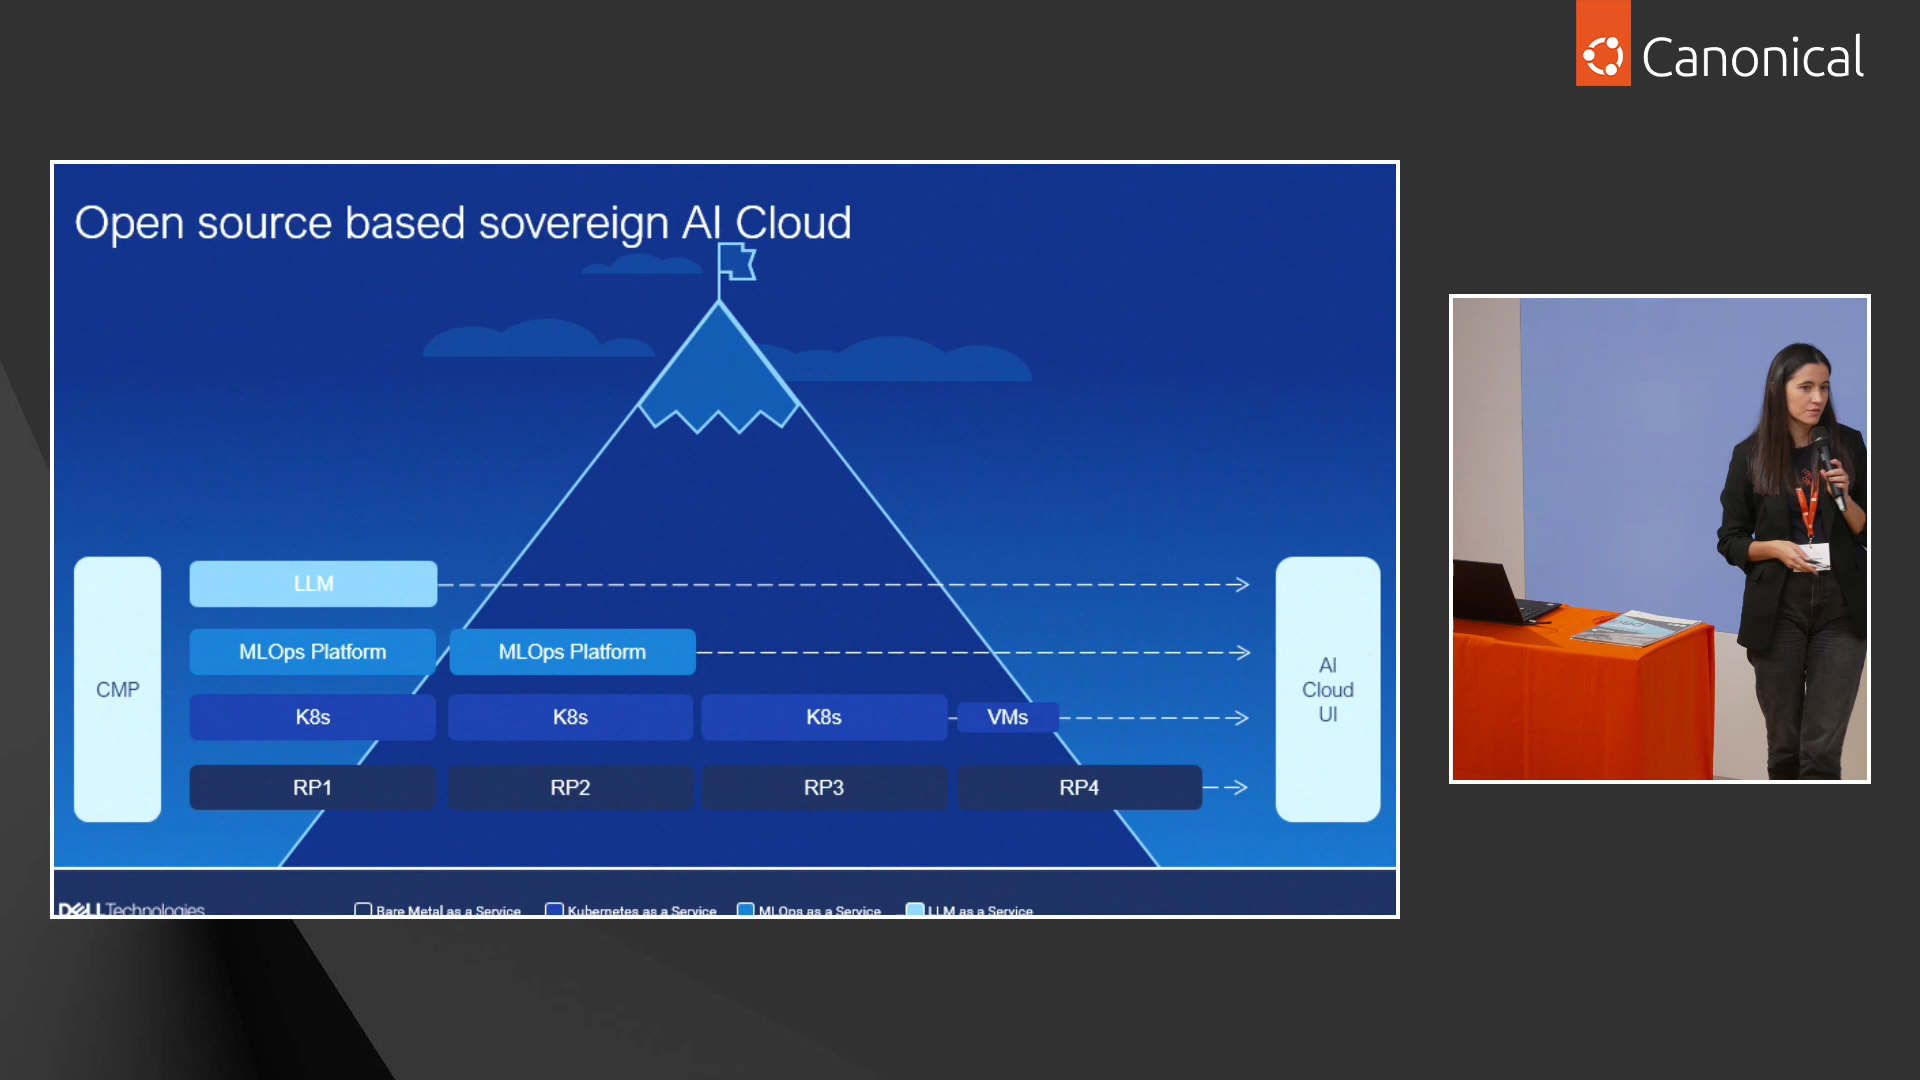 Canonical
Open source based sovereign AI Cloud
LLM
MLOps Platform
MLOps Platform
CMP
K8s
K8s
K8s
VMs
RP1
RP2
RP3
RP4
AI
Cloud
UI
DELL Technologies
Bare Metal as a Service
Kubernetes as a Service
MLOps as a Service
LLM as a Service